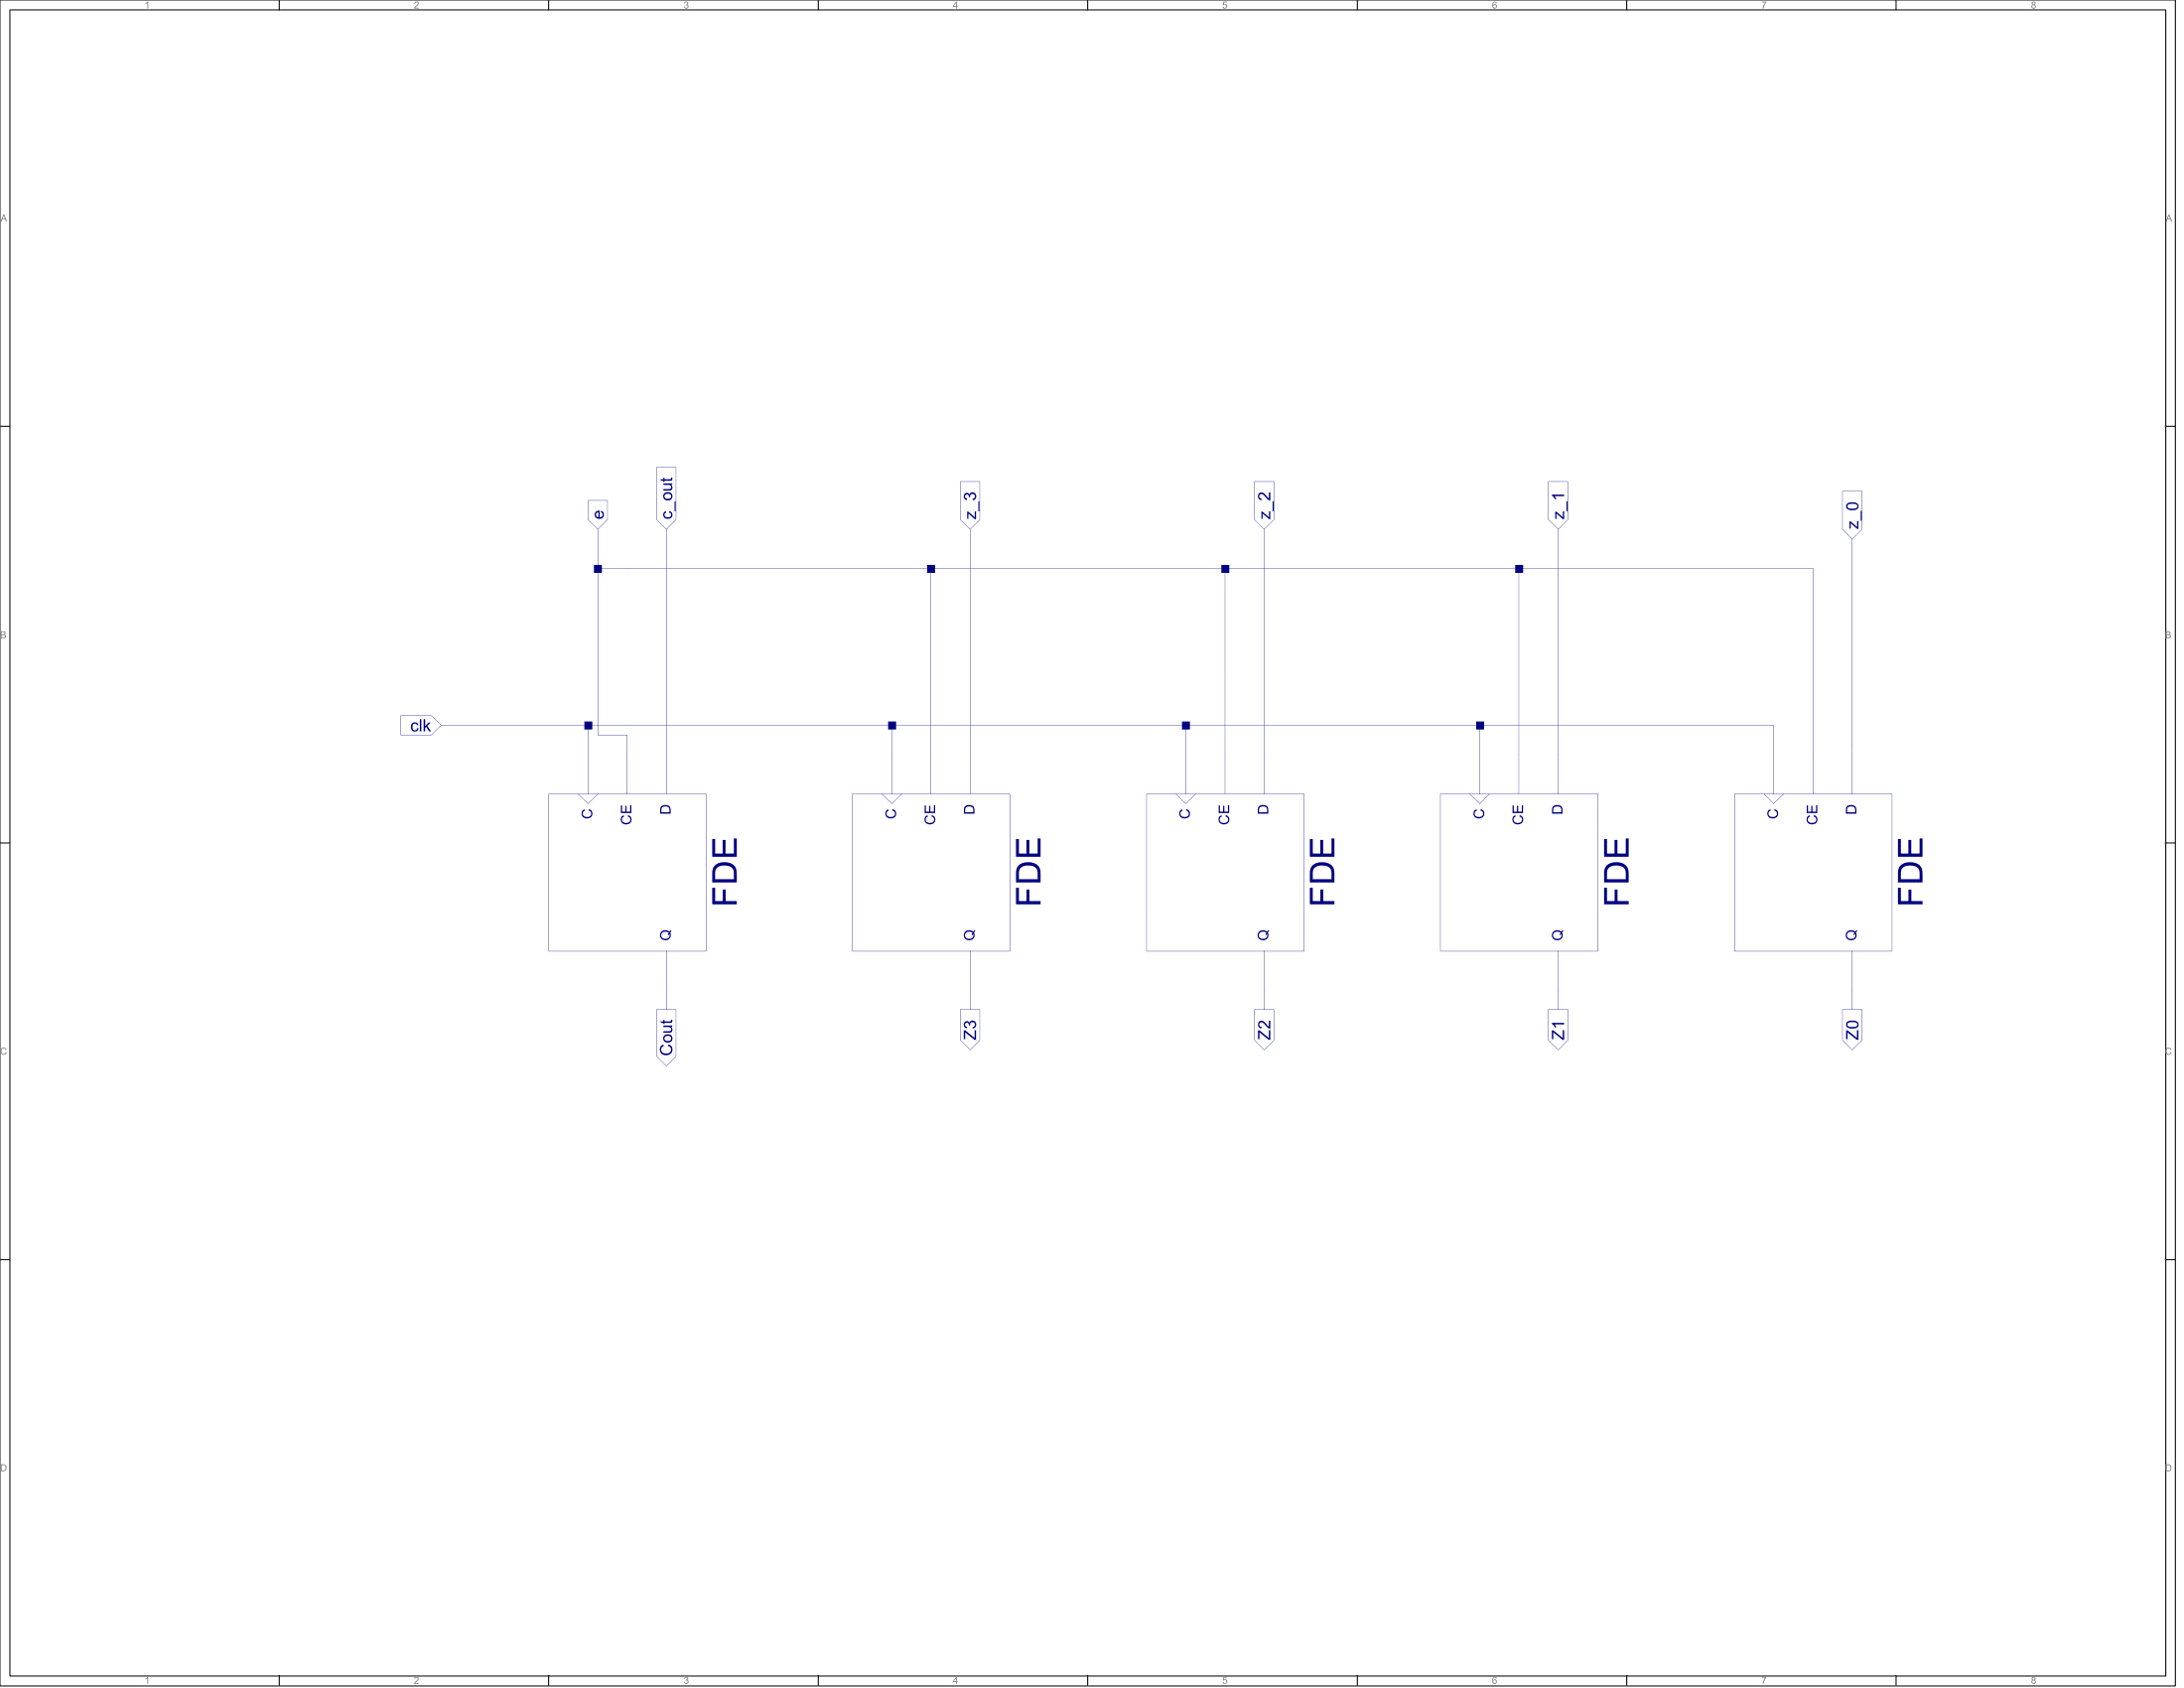 1 2 3 4 5 6 7 8
A A
e c_out z_3 z_2 z_1 z_0
B B
clk
C CE D C CE D C CE D C CE D C CE D
FDE FDE FDE FDE FDE
Q Q Q Q Q
Cout Z3 Z2 Z1 Z0
C C
D D
1 2 3 4 5 6 7 8